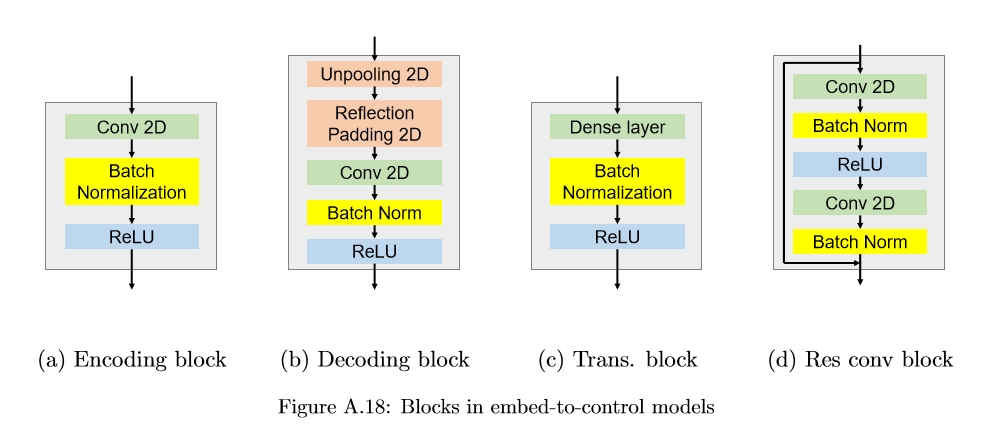 Conv 2D
Batch
Normalization
ReLU
(a) Encoding block
Unpooling 2D
Reflection
Padding 2D
Conv 2D
Batch Norm
ReLU
(b) Decoding block
Dense layer
Batch
Normalization
ReLU
(c) Trans. block
Conv 2D
Batch Norm
ReLU
Conv 2D
Batch Norm
(d) Res conv block
Figure A.18: Blocks in embed-to-control models